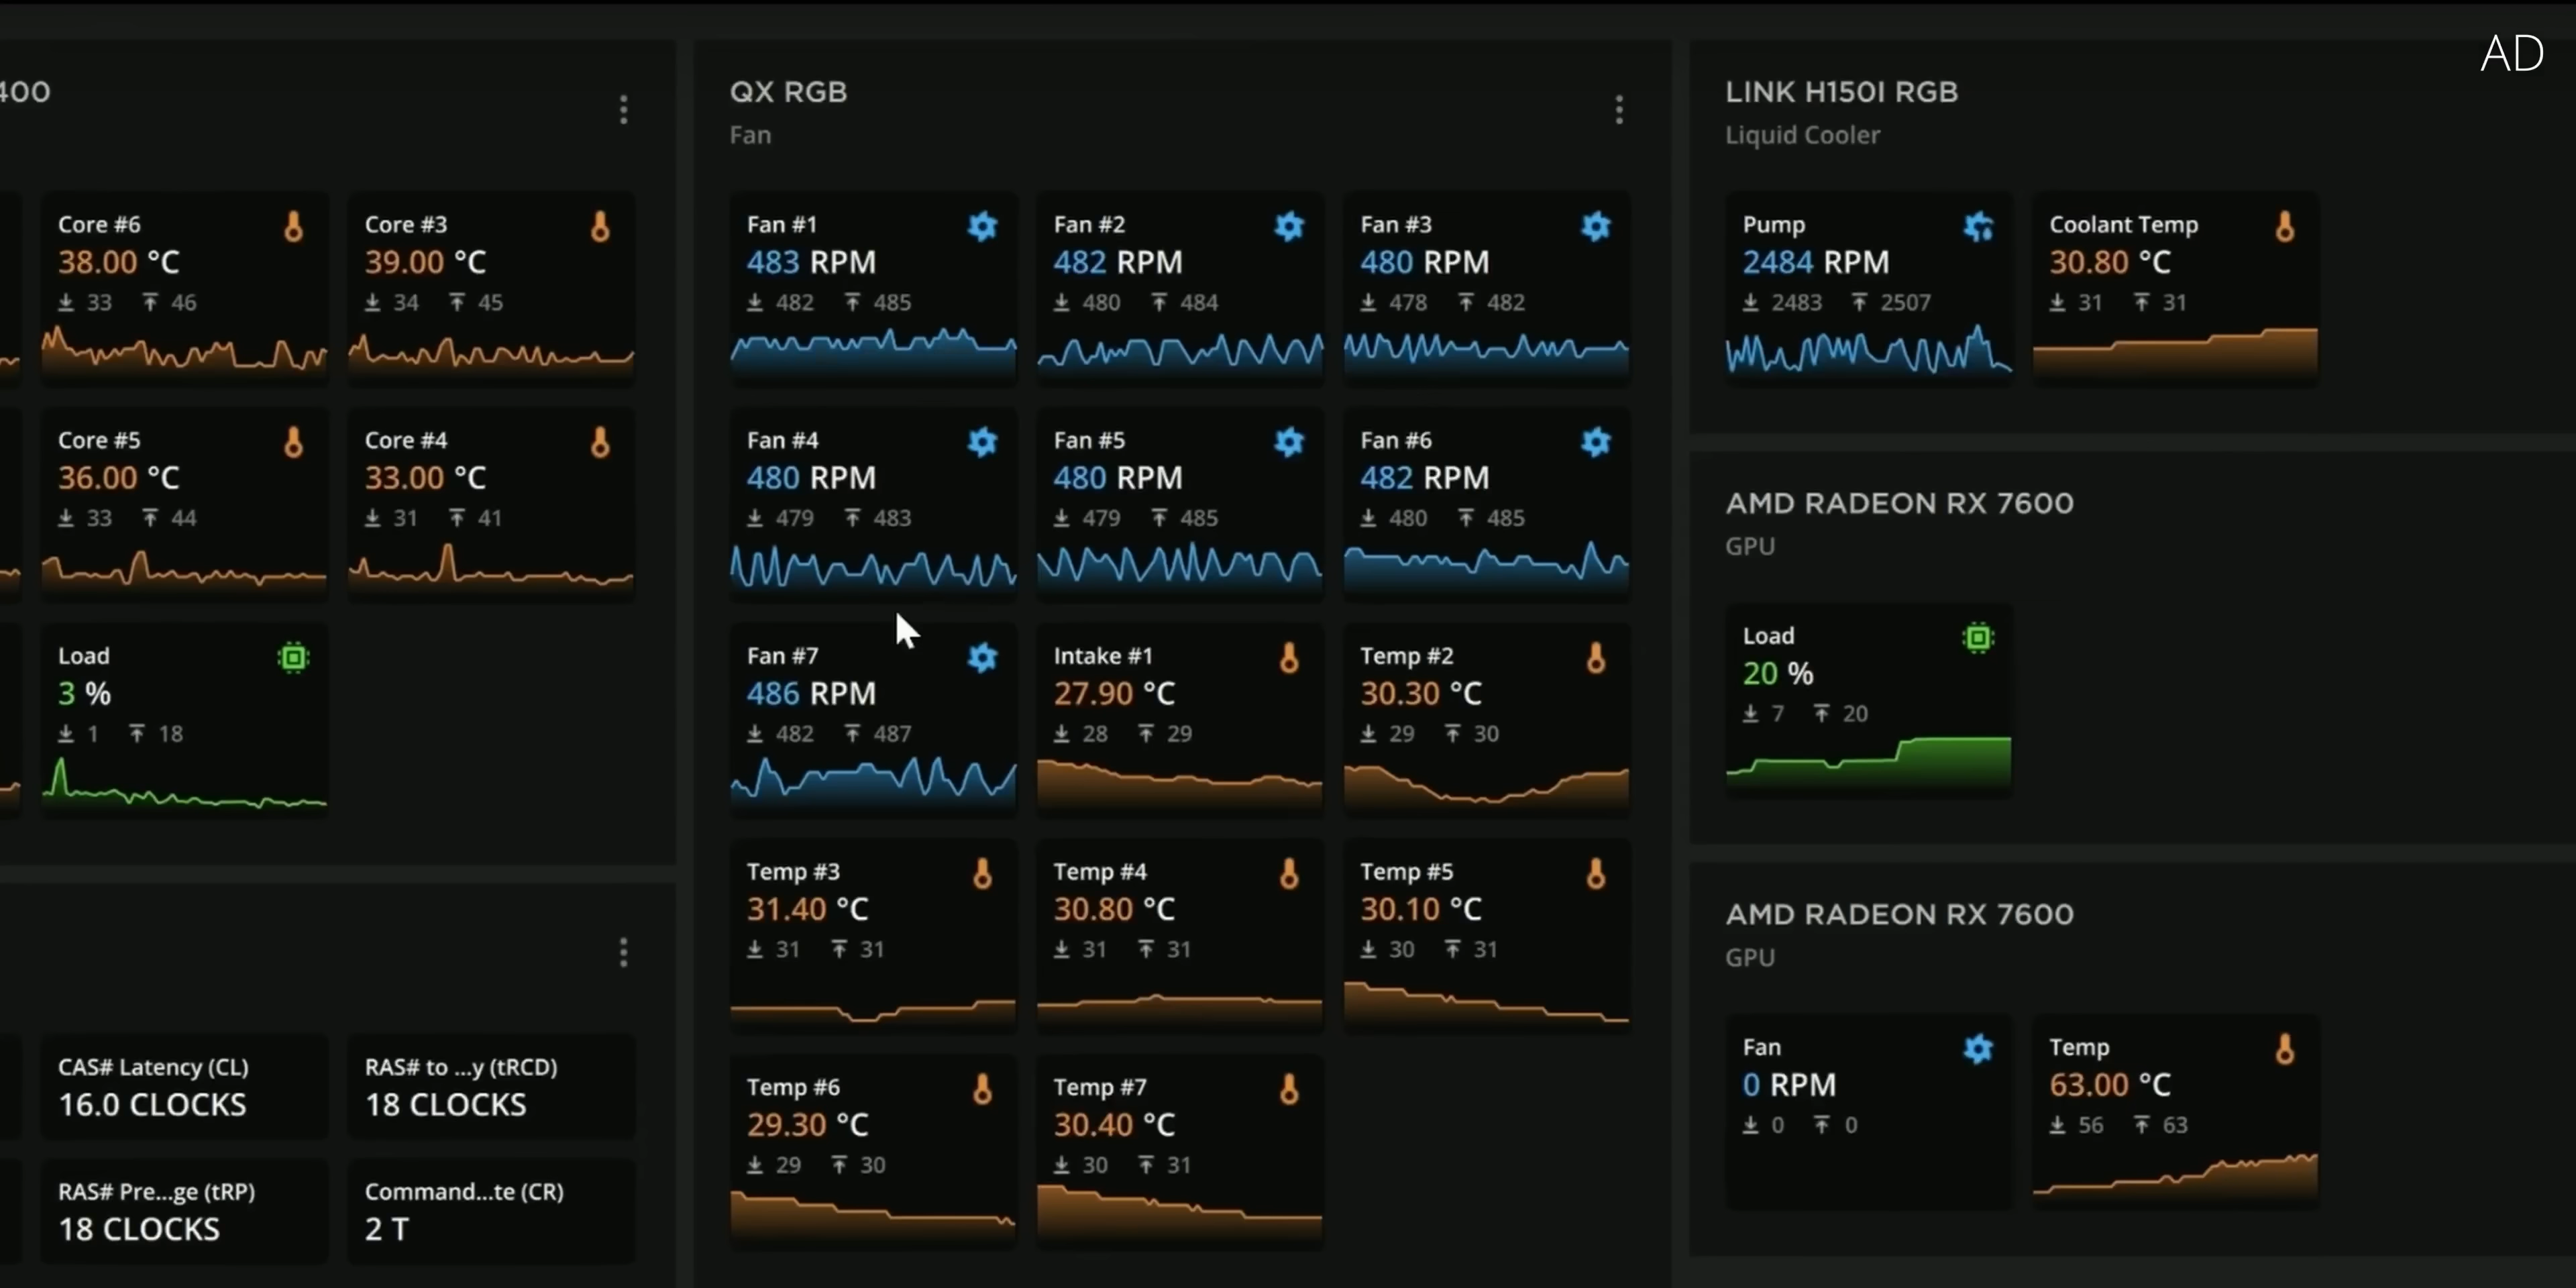 AD
400
Core #6
38.00 °C
33 46
Core #3
39.00 °C
34 45
Core #5
36.00 °C
33 44
Core #4
33.00 °C
31 41
Load
3 %
1 18
CAS# Latency (CL)
16.0 CLOCKS
RAS# to ...y (tRCD)
18 CLOCKS
RAS# Pre...ge (tRP)
18 CLOCKS
Command...te (CR)
2 T
QX RGB
Fan
Fan #1
483 RPM
482 485
Fan #2
482 RPM
480 484
Fan #3
480 RPM
478 482
Fan #4
480 RPM
479 483
Fan #5
480 RPM
479 485
Fan #6
482 RPM
480 485
Fan #7
486 RPM
482 487
Intake #1
27.90 °C
28 29
Temp #2
30.30 °C
29 30
Temp #3
31.40 °C
31 31
Temp #4
30.80 °C
31 31
Temp #5
30.10 °C
30 31
Temp #6
29.30 °C
29 30
Temp #7
30.40 °C
30 31
LINK H150I RGB
Liquid Cooler
Pump
2484 RPM
2483 2507
Coolant Temp
30.80 °C
31 31
AMD RADEON RX 7600
GPU
Load
20 %
7 20
AMD RADEON RX 7600
GPU
Fan
0 RPM
0 0
Temp
63.00 °C
56 63